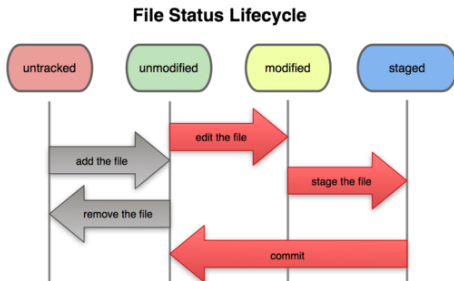 File Status Lifecycle
untracked
unmodified
modified
staged
edit the file
add the file
stage the file
remove the file
commit